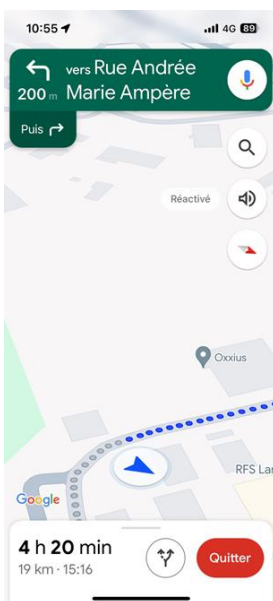 10:55
4G 89
vers Rue Andrée
200 m Marie Ampère
Puis
Réactivé
Oxxius
RFS Lan
Google
4 h 20 min
19 km · 15:16
Quitter